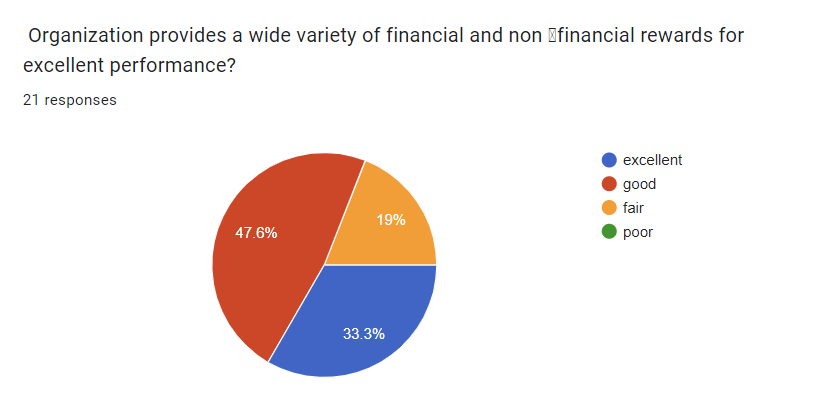 Organization provides a wide variety of financial and non financial rewards for
excellent performance?
21 responses
excellent
good
fair
poor
19%
47.6%
33.3%